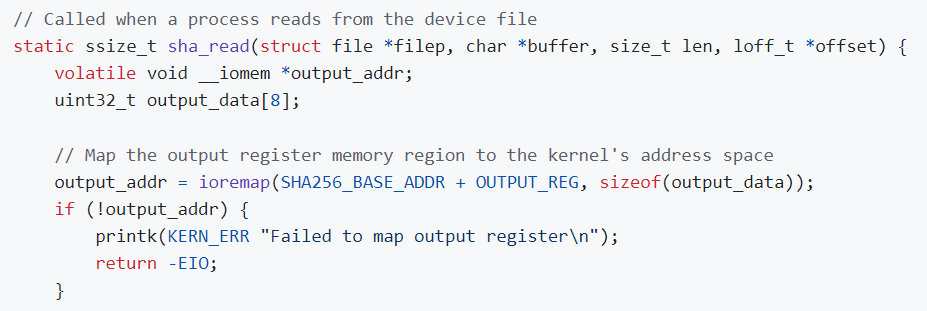 // Called when a process reads from the device file
static ssize_t sha_read(struct file *filep, char *buffer, size_t len, loff_t *offset) {
    volatile void __iomem *output_addr;
    uint32_t output_data[8];

    // Map the output register memory region to the kernel's address space
    output_addr = ioremap(SHA256_BASE_ADDR + OUTPUT_REG, sizeof(output_data));
    if (!output_addr) {
        printk(KERN_ERR "Failed to map output register\n");
        return -EIO;
    }